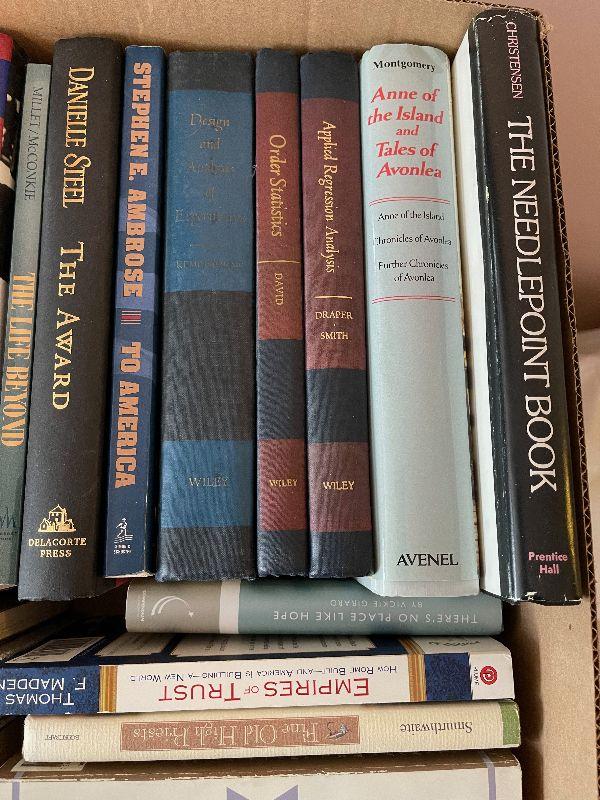 MILLET/McCONKIE
THE LIFE BEYOND
DANIELLE STEEL
THE AWARD
DELACORTE
PRESS
STEPHEN E. AMBROSE
TO AMERICA
Design
and
Analysis
of
Experiments
KEMPTHORNE
WILEY
Order Statistics
DAVID
WILEY
Applied Regression Analysis
DRAPER
SMITH
WILEY
Montgomery
Anne of
the Island
and
Tales of
Avonlea
Anne of the Island
Chronicles of Avonlea
Further Chronicles
of Avonlea
AVENEL
CHRISTENSEN
THE NEEDLEPOINT BOOK
Prentice
Hall
THERE'S NO PLACE LIKE HOPE
BY VICKIE GIRARD
THOMAS
F. MADDEN
EMPIRES OF TRUST
HOW ROME BUILT—AND AMERICA IS BUILDING—A NEW WORLD
Smurthwaite
Fine Old High Priests
BOOKCRAFT